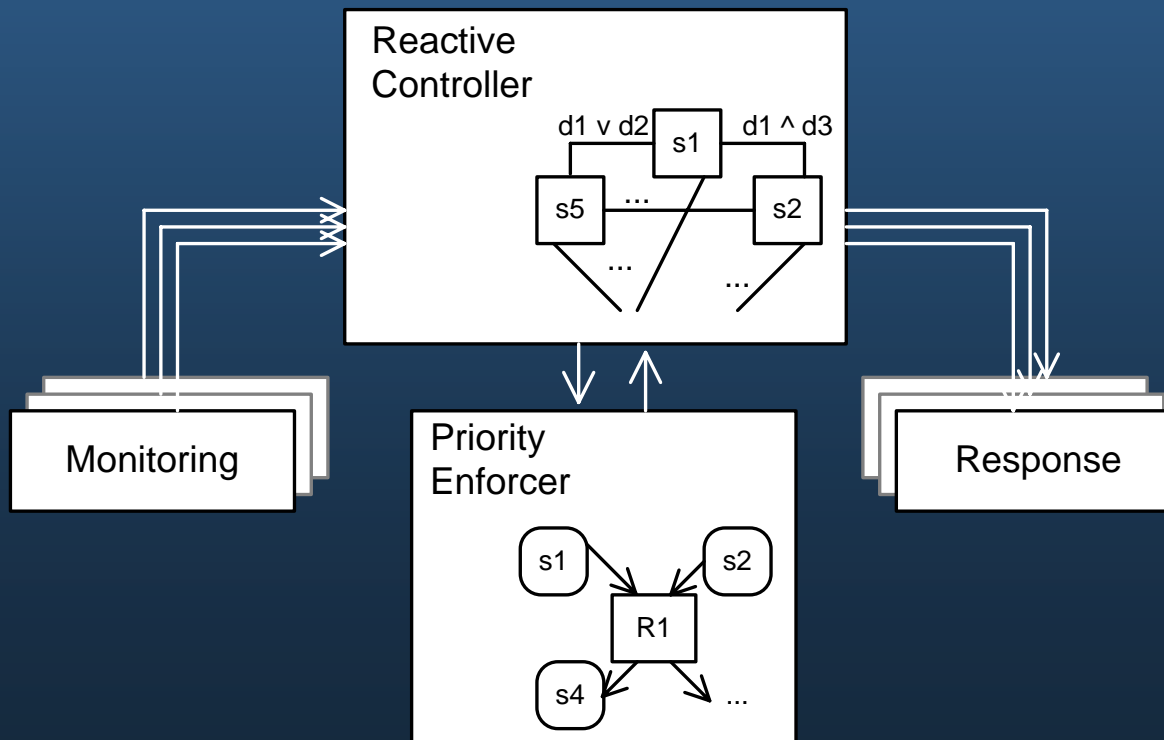 Reactive
Controller
d1 v d2
s1
d1 ^ d3
s5
...
s2
...
...
Monitoring
Response
Priority
Enforcer
s1
s2
R1
s4
...